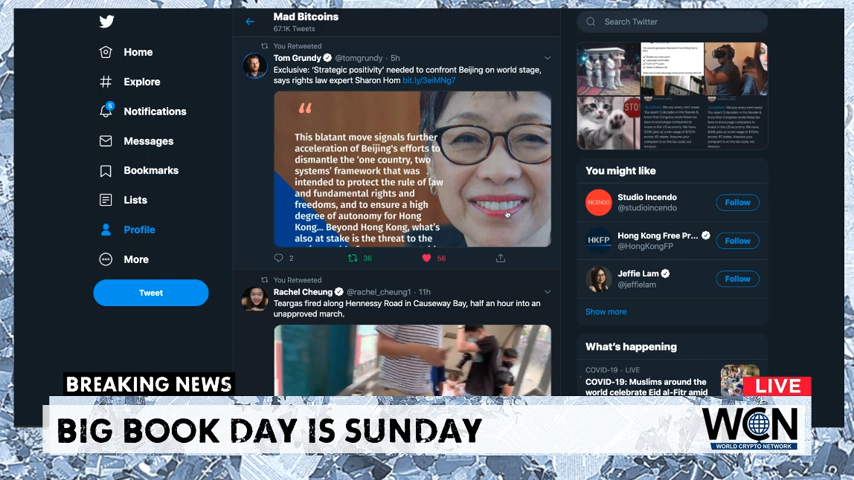 Mad Bitcoins
67.1K Tweets
Search Twitter
Home
Explore
Notifications
Messages
Bookmarks
Lists
Profile
More
Tweet
You Retweeted
Tom Grundy @tomgrundy · 5h
Exclusive: 'Strategic positivity' needed to confront Beijing on world stage,
says rights law expert Sharon Hom bit.ly/3eiMNg7
This blatant move signals further
acceleration of Beijing's efforts to
dismantle the 'one country, two
systems' framework that was
intended to protect the rule of law
and fundamental rights and
freedoms, and to ensure a high
degree of autonomy for Hong
Kong... Beyond Hong Kong, what's
also at stake is the threat to the
2 36 56
You Retweeted
Rachel Cheung @rachel_cheung1 · 11h
Teargas fired along Hennessy Road in Causeway Bay, half an hour into an
unapproved march.
STO
You might like
INCENDO
Studio Incendo
@studioincendo
Follow
HKFP
Hong Kong Free Pr...
@HongKongFP
Follow
Jeffie Lam
@jeffielam
Follow
Show more
What's happening
COVID-19 · LIVE
COVID-19: Muslims around the
world celebrate Eid al-Fitr amid
BREAKING NEWS
LIVE
BIG BOOK DAY IS SUNDAY
WCN
WORLD CRYPTO NETWORK